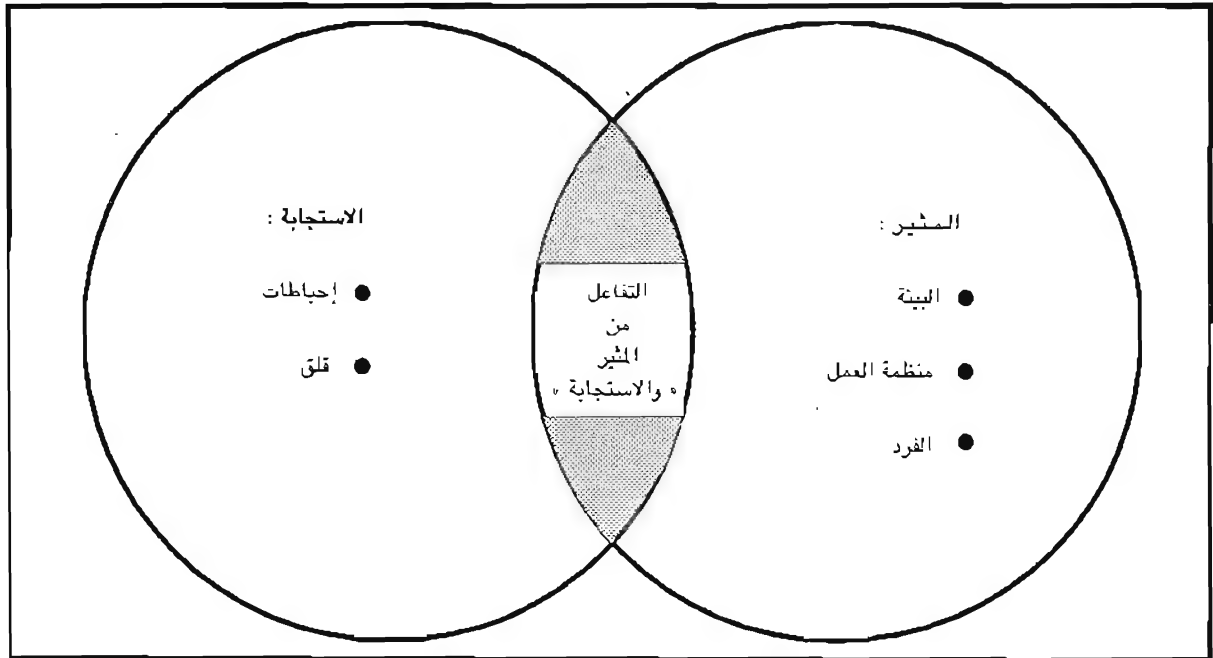 المثير :
● البيئة
● منظمة العمل
● الفرد
التفاعل
من
المثير
« والاستجابة »
الاستجابة :
● إحباطات
● قلق